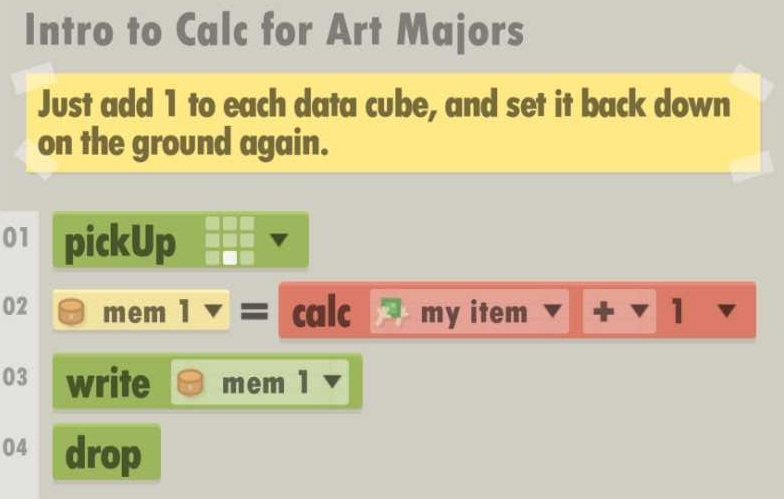 Intro to Calc for Art Majors
Just add 1 to each data cube, and set it back down
on the ground again.
01 pickUp
02 mem 1 = calc my item + 1
03 write mem 1
04 drop